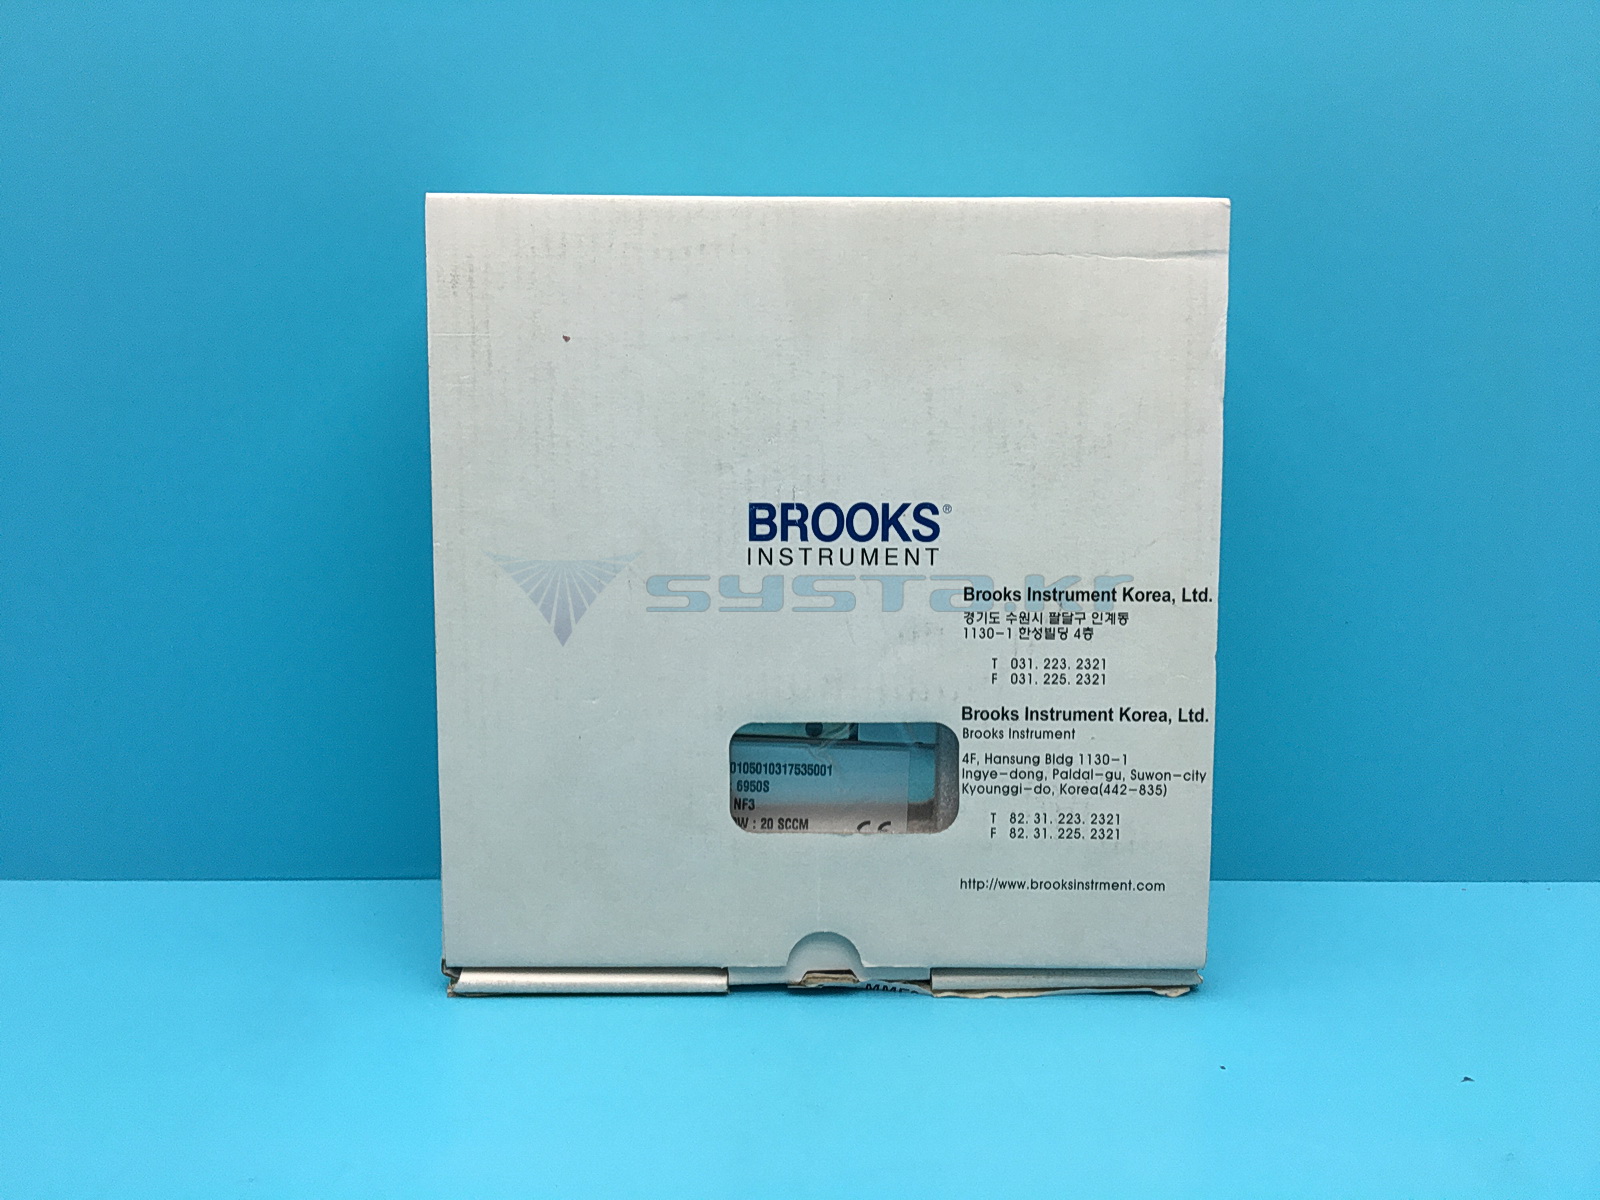 BROOKS®
INSTRUMENT
systa.kr
Brooks Instrument Korea, Ltd.
경기도 수원시 팔달구 인계동
1130-1 한성빌딩 4층
T 031. 223. 2321
F 031. 225. 2321
Brooks Instrument Korea, Ltd.
Brooks Instrument
4F, Hansung Bldg 1130-1
Ingye-dong, Paldal-gu, Suwon-city
Kyounggi-do, Korea(442-835)
T 82. 31. 223. 2321
F 82. 31. 225. 2321
http://www.brooksinstrment.com
0105010317535001
: 6950S
NF3
W : 20 SCCM
CE